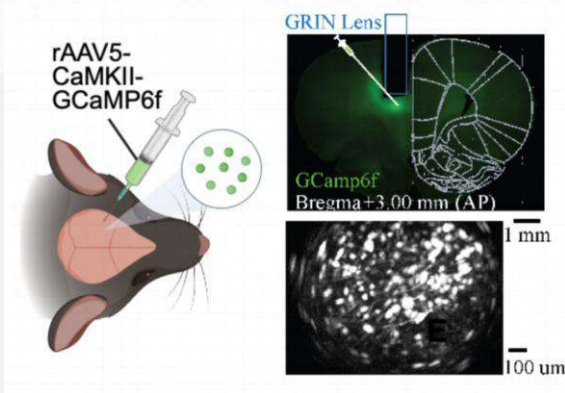 rAAV5-
CaMKII-
GCaMP6f
GRIN Lens
GCamp6f
Bregma+3.00 mm (AP)
1 mm
E
100 um